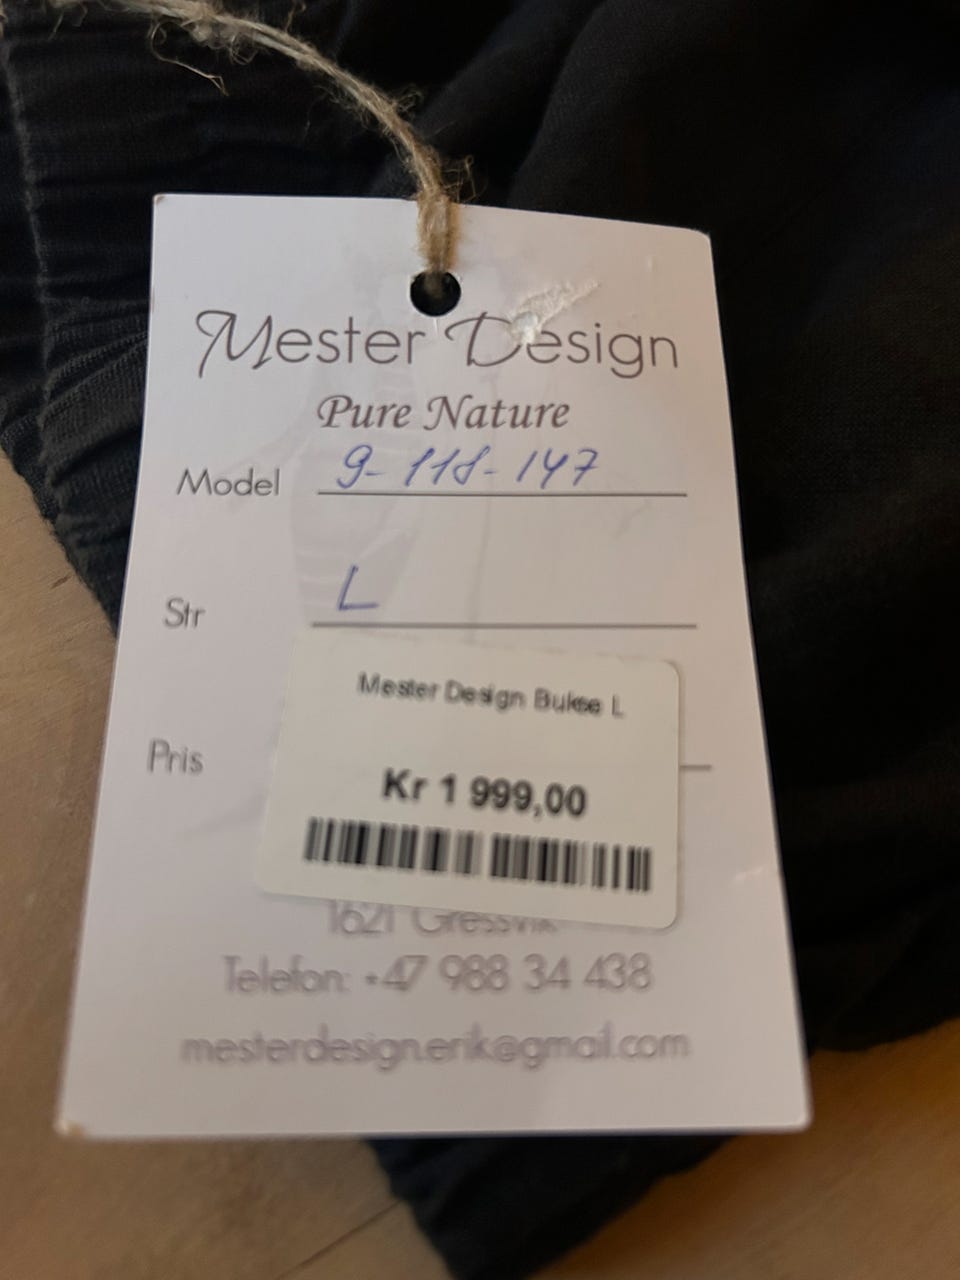 Mester Design
Pure Nature
Model 9-118-147
Str L
Mester Design Bukse L
Pris
Kr 1 999,00
1621 Gressvik
Telefon: +47 988 34 438
mesterdesign.erik@gmail.com